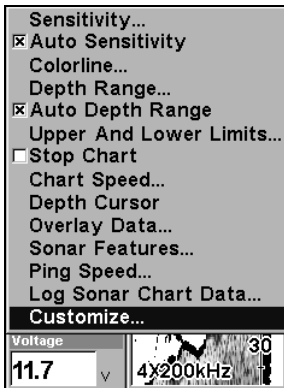 Sensitivity...
Auto Sensitivity
Colorline...
Depth Range...
Auto Depth Range
Upper And Lower Limits...
Stop Chart
Chart Speed...
Depth Cursor
Overlay Data...
Sonar Features...
Ping Speed...
Log Sonar Chart Data...
Customize...
Voltage
30
11.7 V
4X200kHz